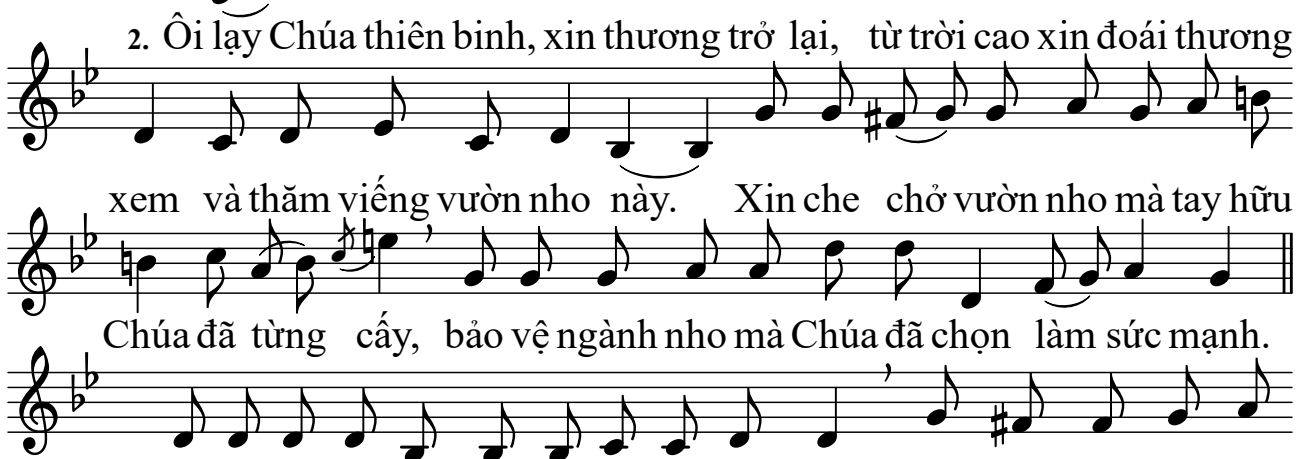 2. Ôi lạy Chúa thiên binh, xin thương trở lại, từ trời cao xin đoái thương
xem và thăm viếng vườn nho này. Xin che chở vườn nho mà tay hữu
Chúa đã từng cấy, bảo vệ ngành nho mà Chúa đã chọn làm sức mạnh.